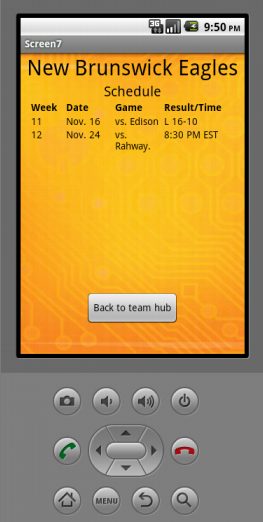 3G
9:50 PM
Screen7
New Brunswick Eagles
Schedule
Week Date Game Result/Time
11 Nov. 16 vs. Edison L 16-10
12 Nov. 24 vs. Rahway. 8:30 PM EST
Back to team hub
MENU